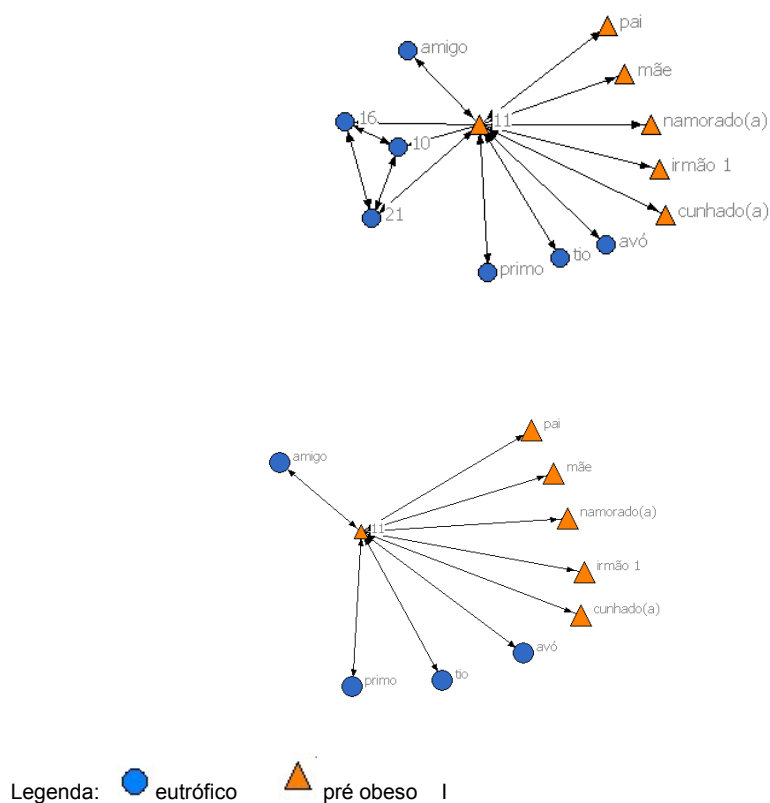 pai
amigo
mãe
16
11
namorado(a)
10
irmão 1
21
cunhado(a)
avó
tio
primo
pai
amigo
mãe
namorado(a)
11
irmão 1
cunhado(a)
avó
tio
primo
Legenda: eutrófico pré obeso I